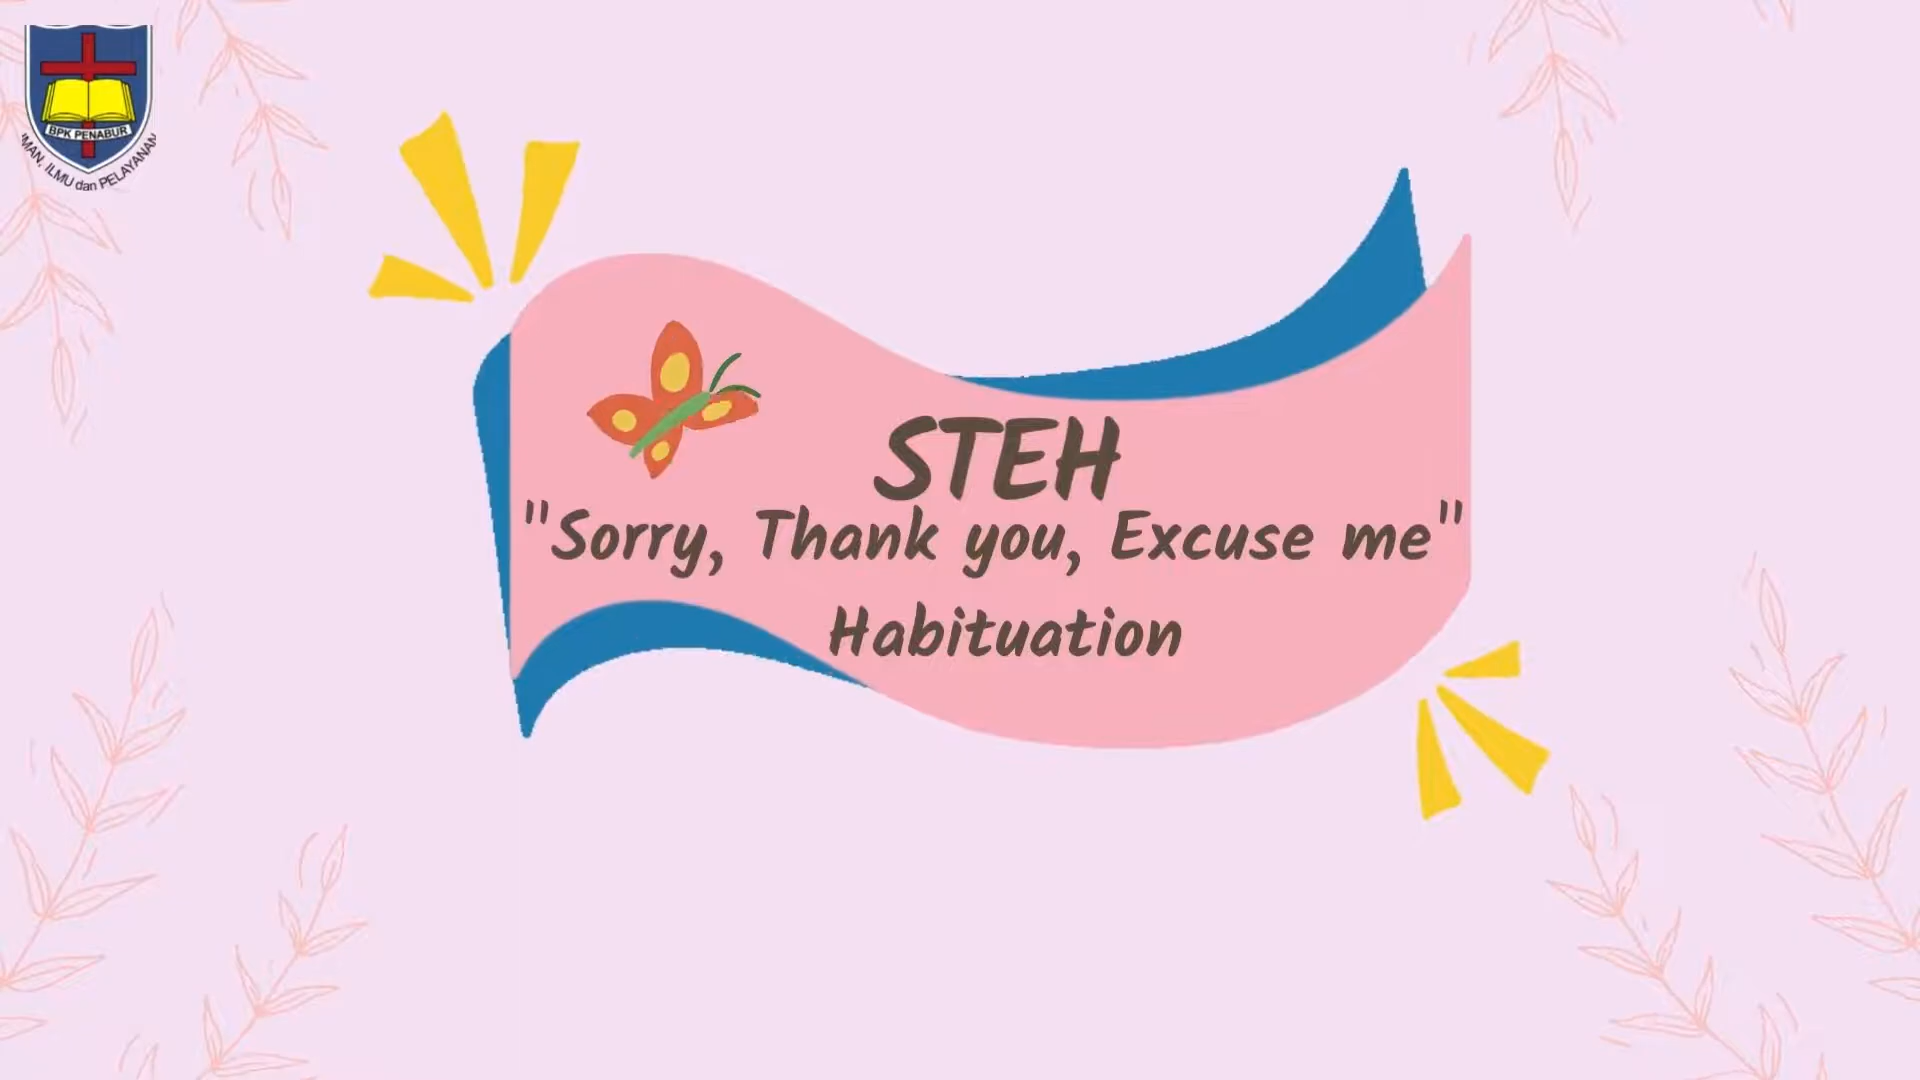 BPK PENABUR
IMAN, ILMU dan PELAYANAN
STEH
"Sorry, Thank you, Excuse me"
Habituation